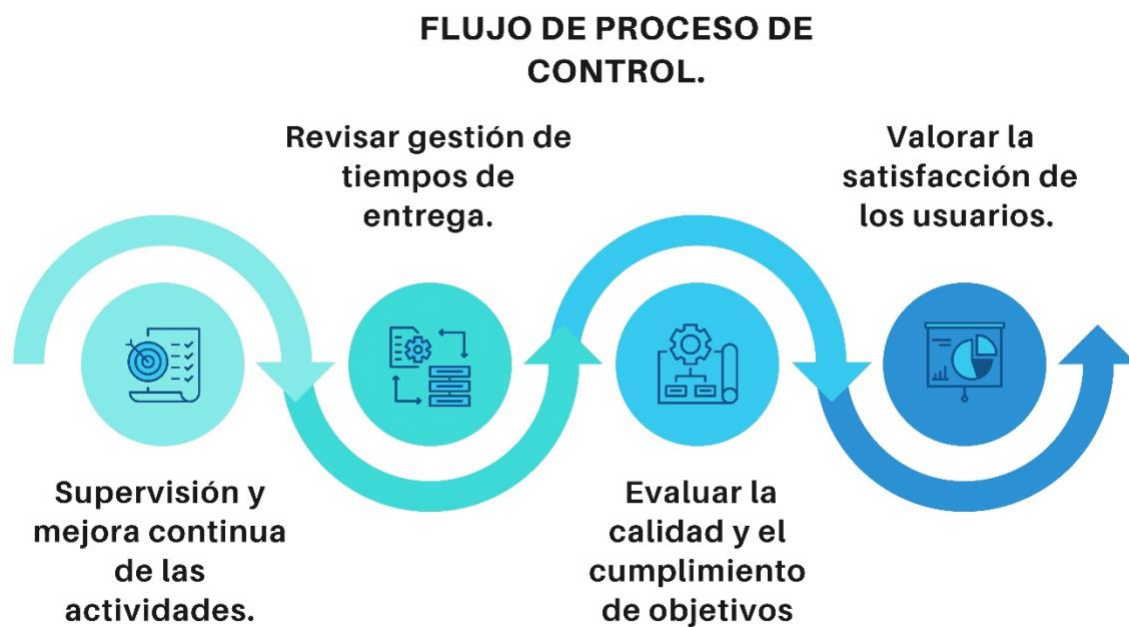 FLUJO DE PROCESO DE
CONTROL.
Supervisión y
mejora continua
de las
actividades.
Revisar gestión de
tiempos de
entrega.
Evaluar la
calidad y el
cumplimiento
de objetivos
Valorar la
satisfacción de
los usuarios.